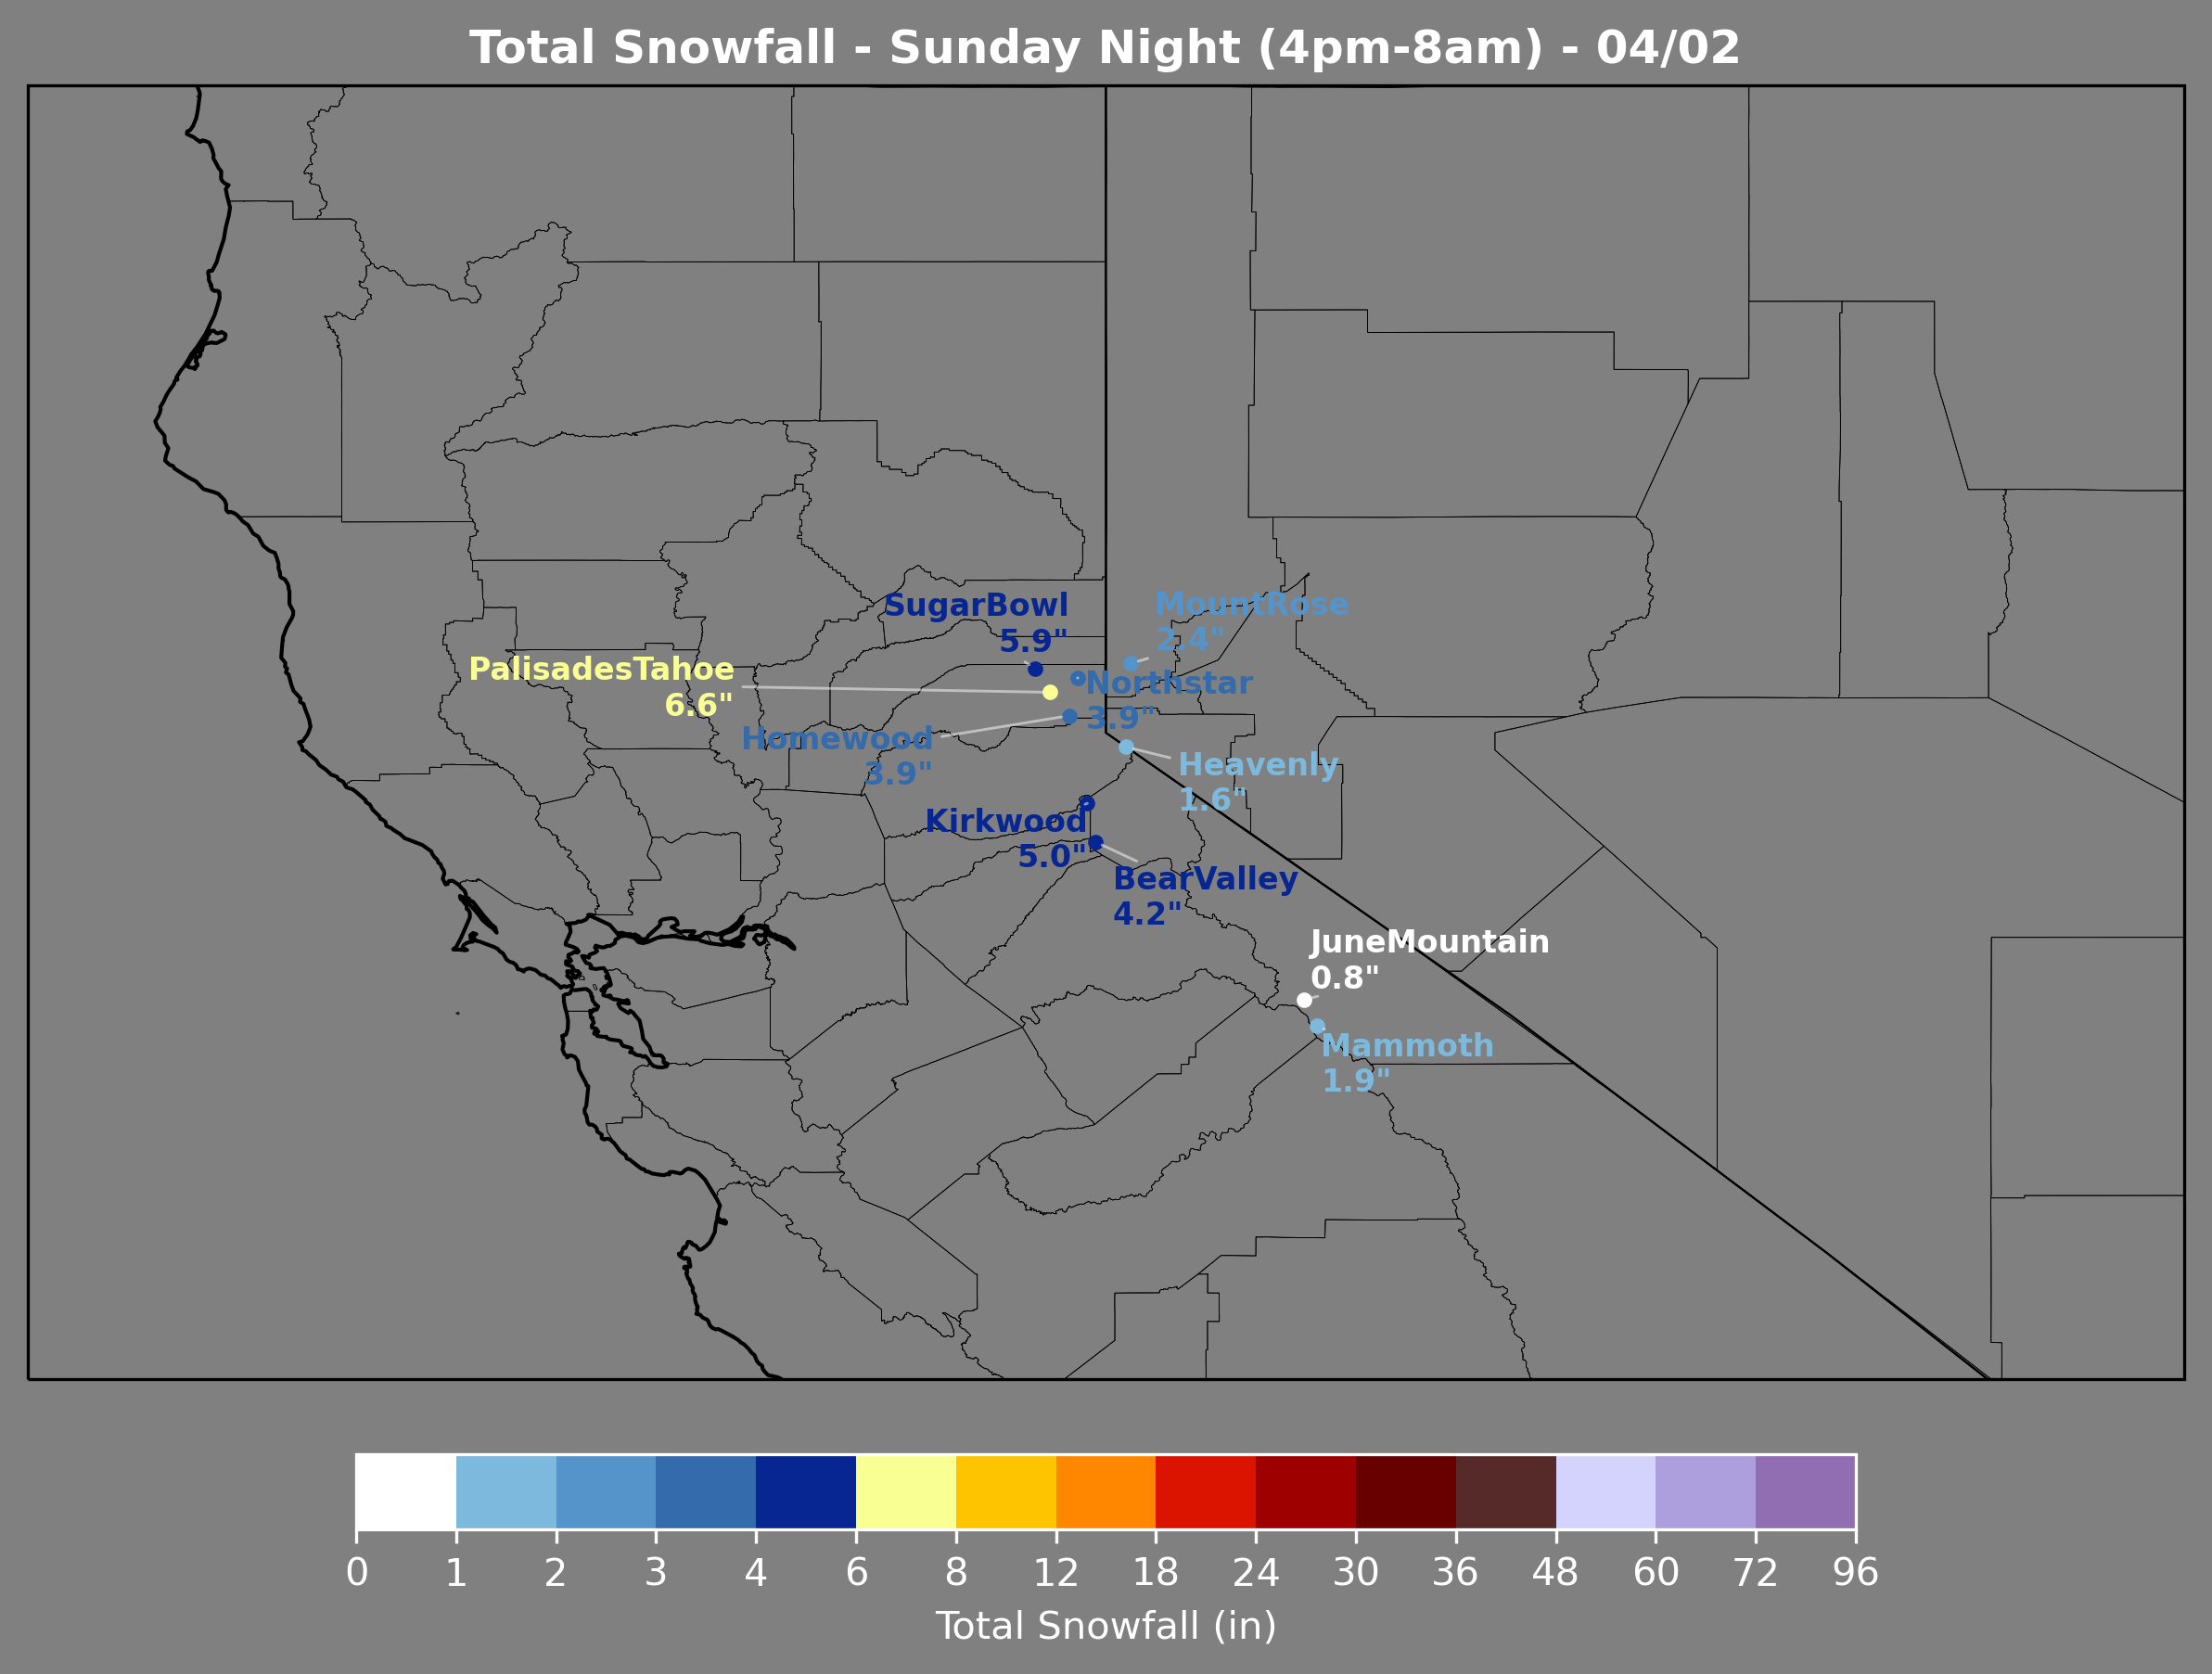 Total Snowfall - Sunday Night (4pm-8am) - 04/02
SugarBowl
5.9"
MountRose
2.4"
PalisadesTahoe
6.6"
Northstar
3.9"
Homewood
3.9"
Heavenly
1.6"
Kirkwood
5.0"
BearValley
4.2"
JuneMountain
0.8"
Mammoth
1.9"
0 1 2 3 4 6 8 12 18 24 30 36 48 60 72 96
Total Snowfall (in)